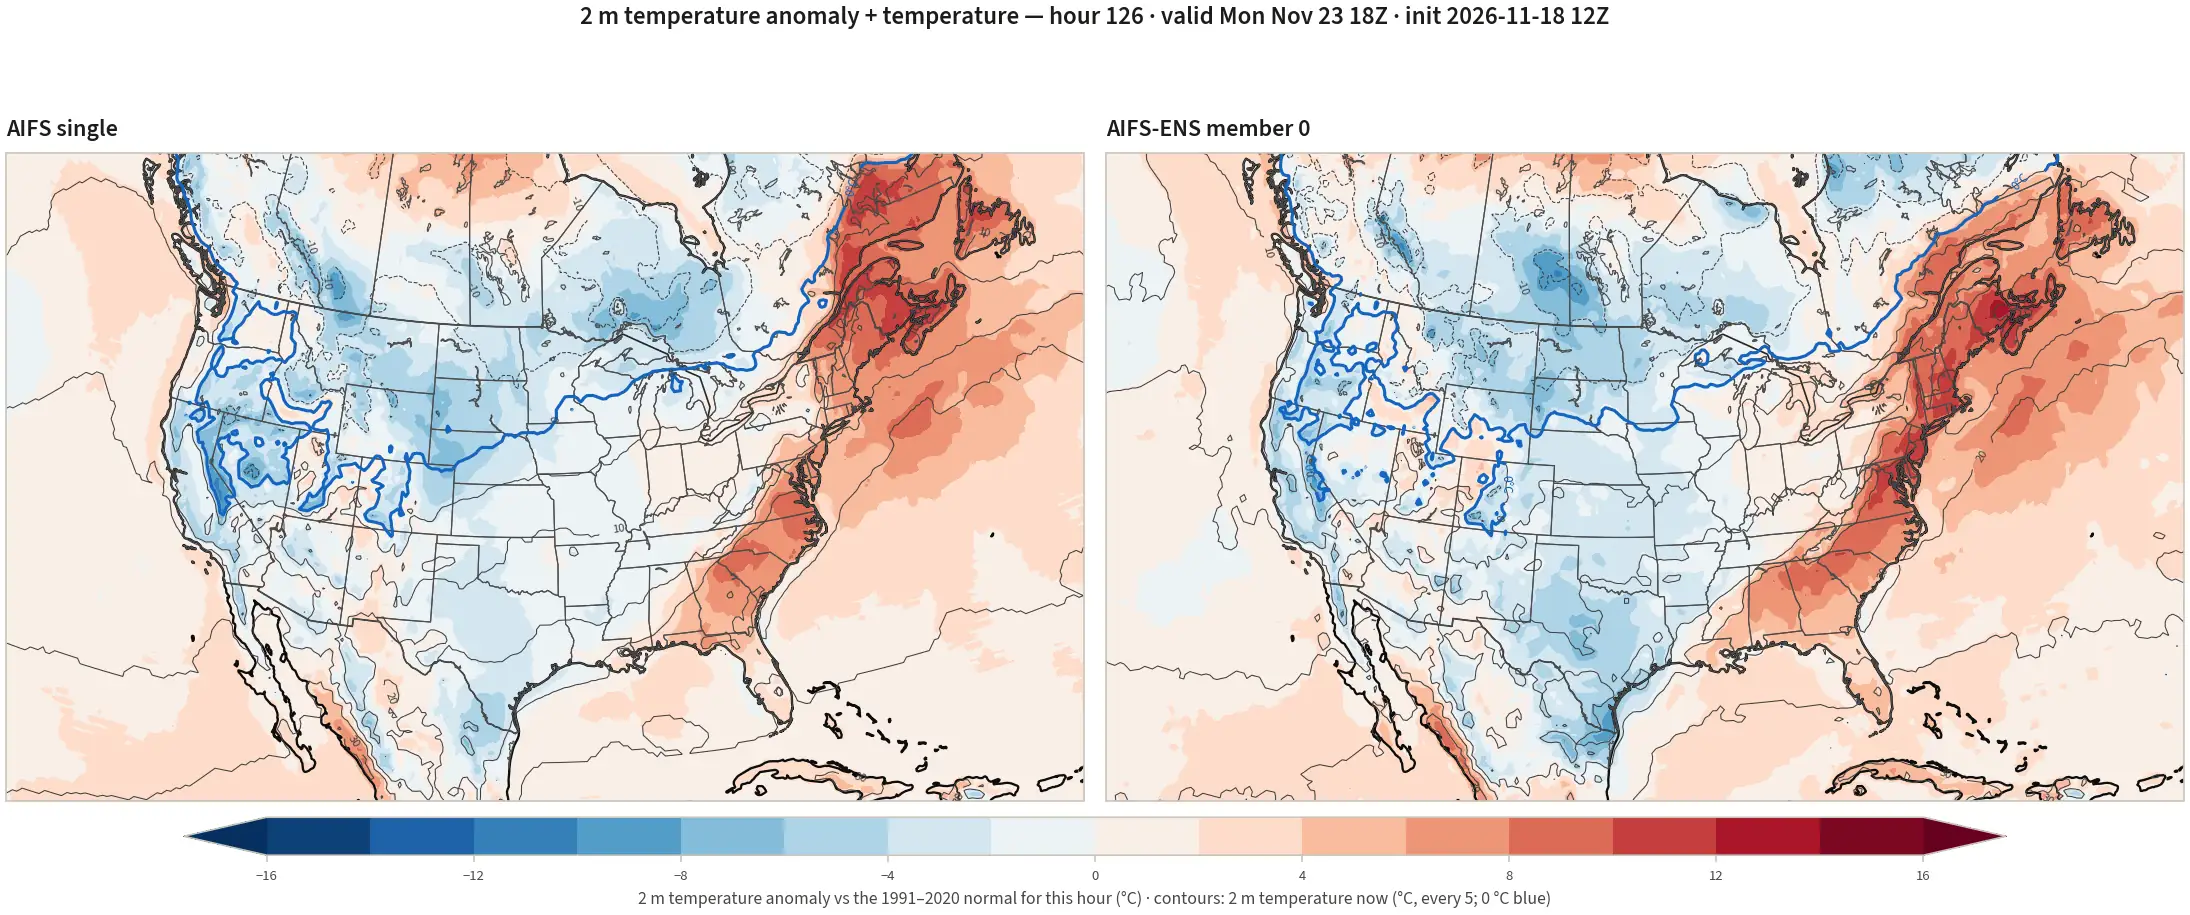 2 m temperature anomaly + temperature — hour 126 · valid Mon Nov 23 18Z · init 2026-11-18 12Z
AIFS single
AIFS-ENS member 0
10
−16
−12
−8
−4
0
4
8
12
16
2 m temperature anomaly vs the 1991–2020 normal for this hour (°C) · contours: 2 m temperature now (°C, every 5; 0 °C blue)